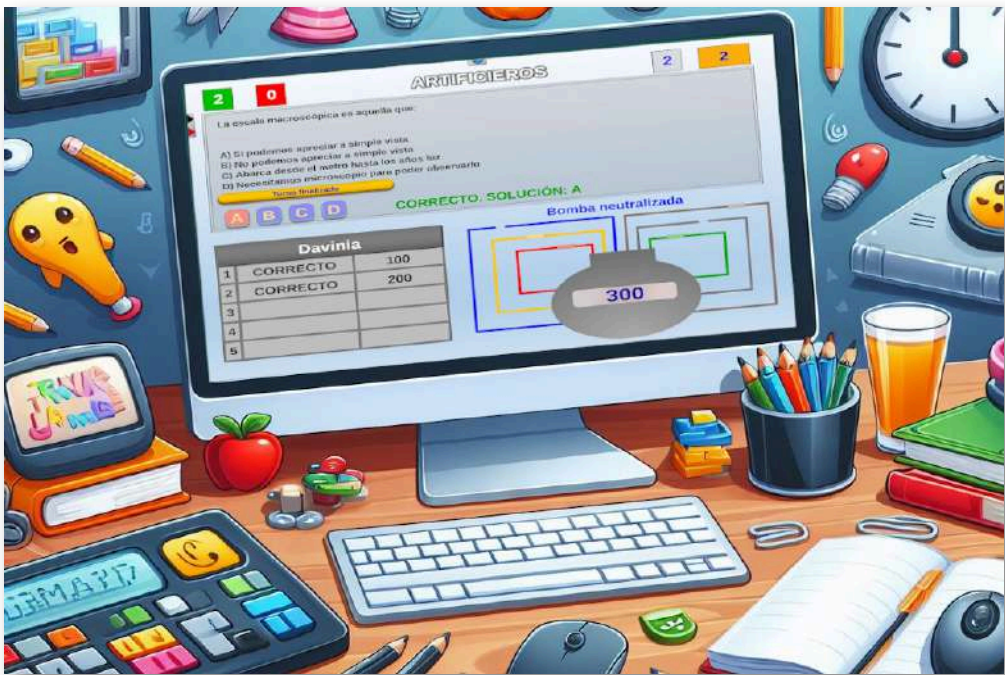 ARTIFICIEROS
2 0
2 2
La escala macroscópica es aquella que:
A) Si podemos apreciar a simple vista
B) No podemos apreciar a simple vista
C) Abarca desde el metro hasta los años luz
D) Necesitamos microscopio para poder observarlo
Turno finalizado
A B C D
CORRECTO. SOLUCIÓN: A
Davinia
1 CORRECTO 100
2 CORRECTO 200
3
4
5
Bomba neutralizada
300